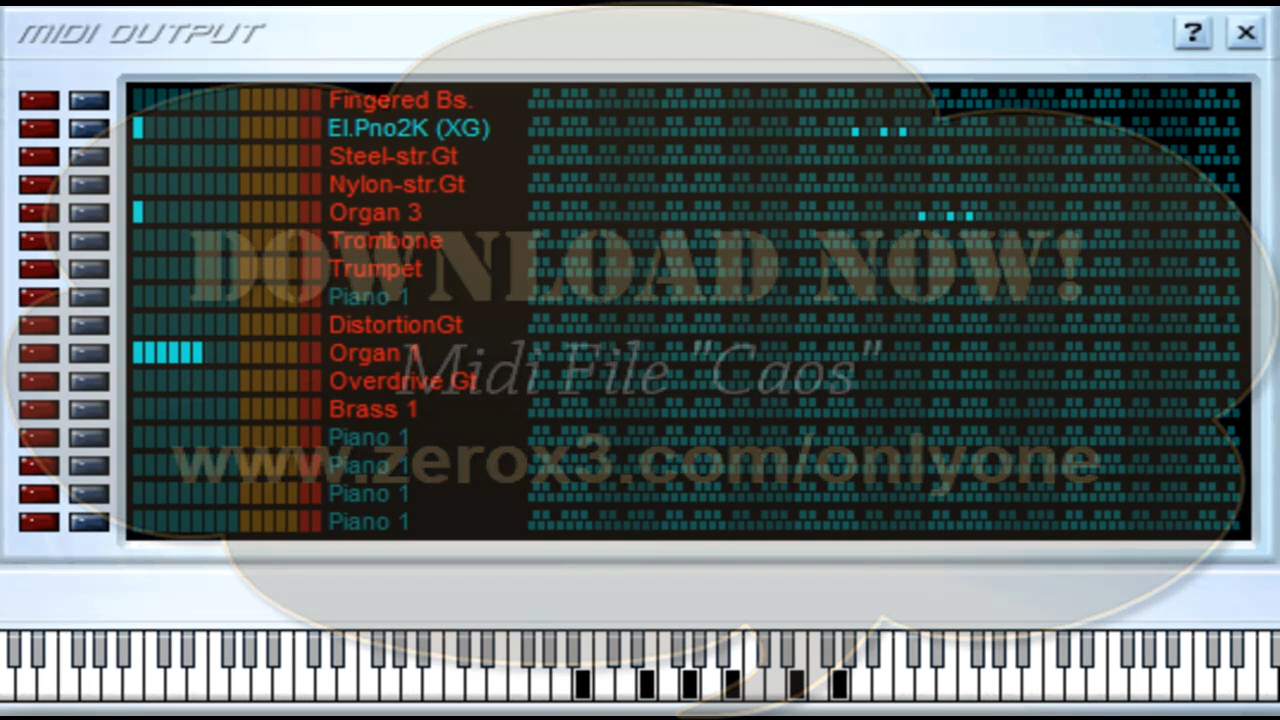 MIDI OUTPUT
? ×
Fingered Bs.
El.Pno2K (XG)
Steel-str.Gt
Nylon-str.Gt
Organ 3
Trombone
Trumpet
DOWNLOAD NOW!
Piano 1
DistortionGt
Organ 1
Midi File "Caos"
Overdrive Gt
Brass 1
Piano 1
Piano 1
www.zerox3.com/onlyone
Piano 1
Piano 1